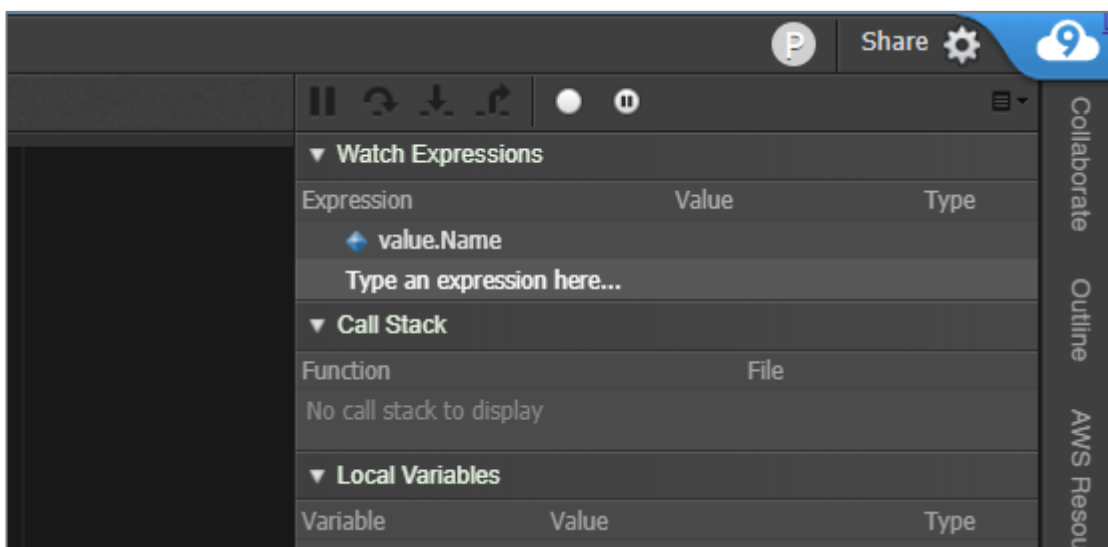 P Share 9
Watch Expressions
Expression Value Type
value.Name
Type an expression here...
Call Stack
Function File
No call stack to display
Local Variables
Variable Value Type
Collaborate
Outline
AWS